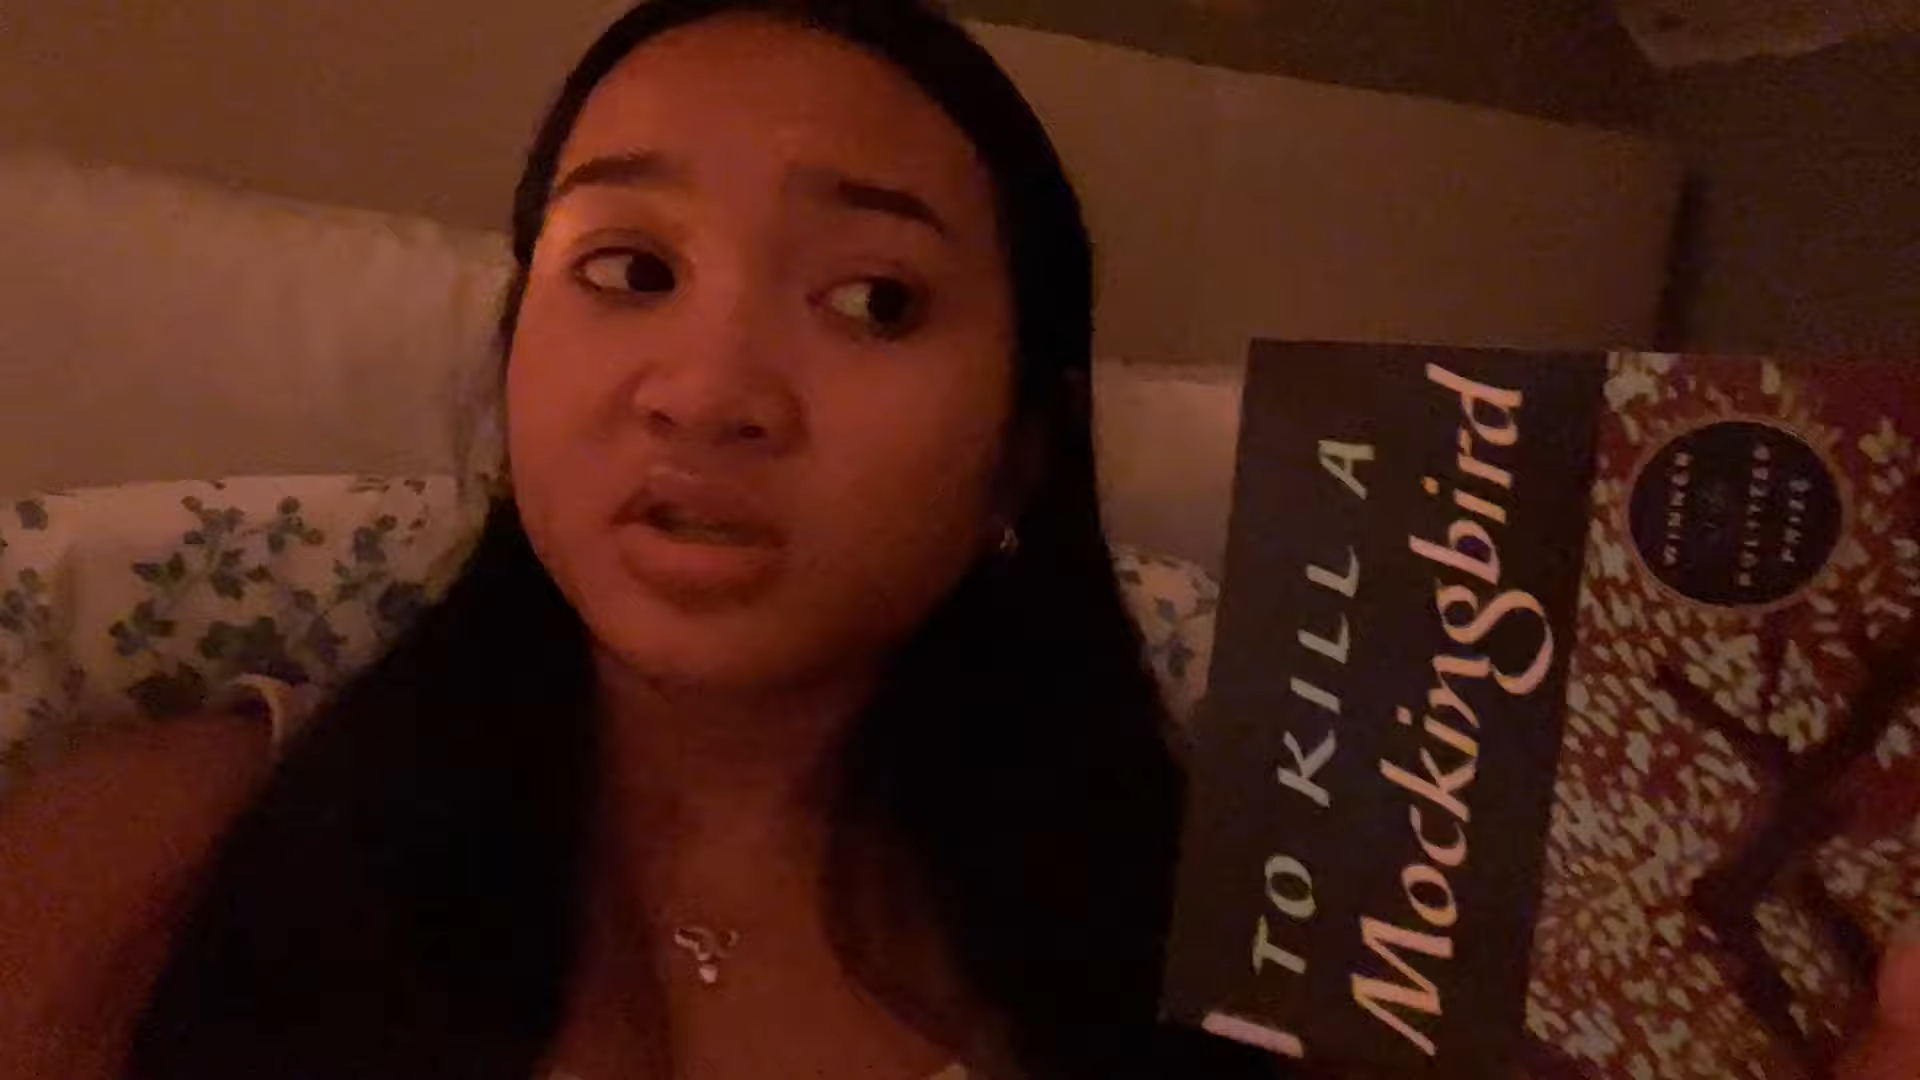 TO KILL A
Mockingbird
WINNER
PULITZER
PRIZE